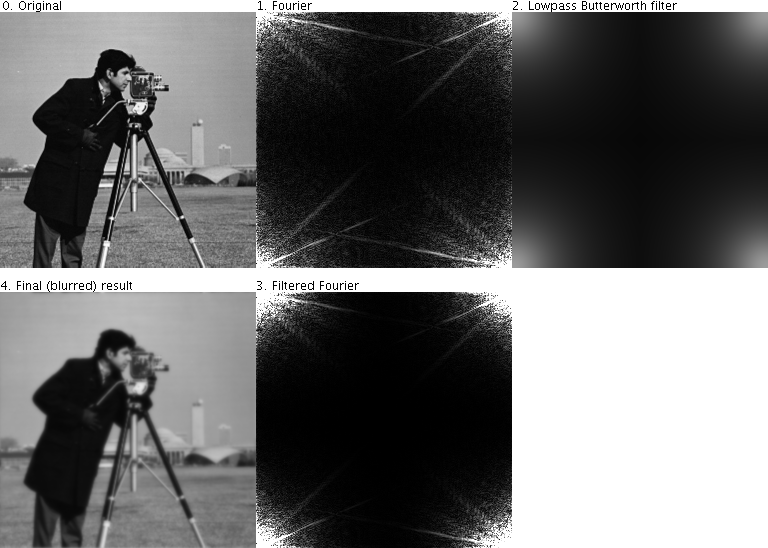 0. Original
1. Fourier
2. Lowpass Butterworth filter
4. Final (blurred) result
3. Filtered Fourier